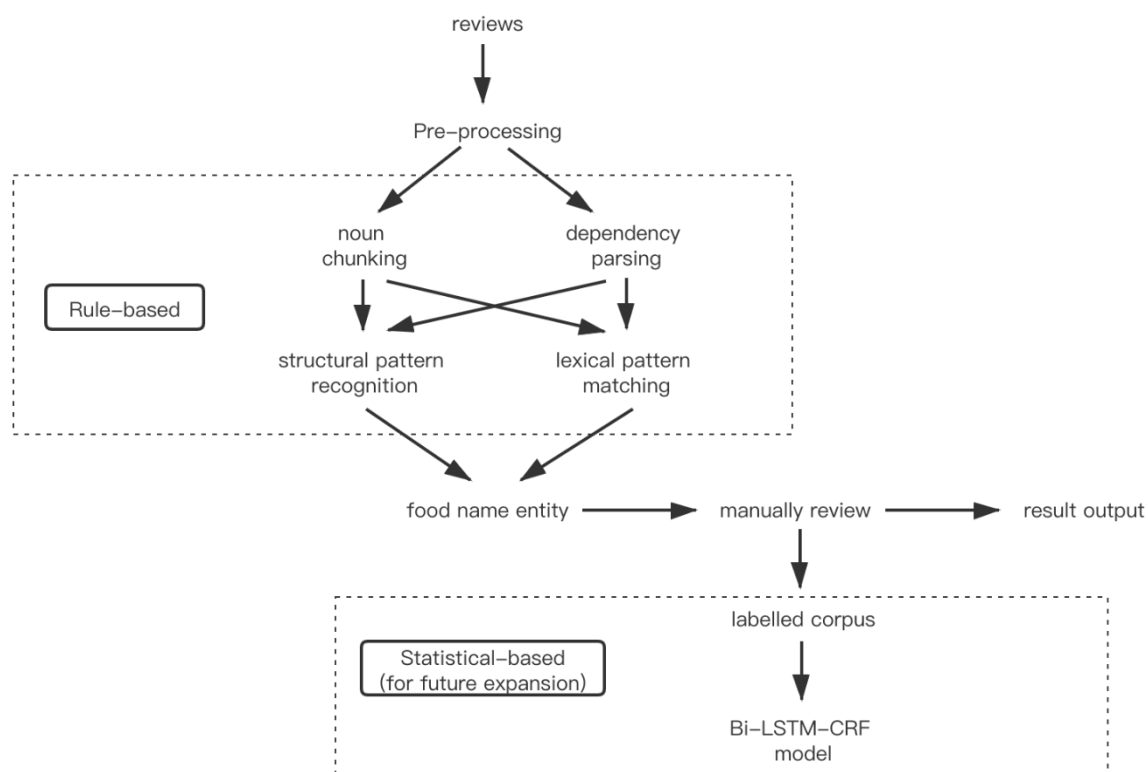 reviews
Pre-processing
noun
chunking
dependency
parsing
Rule-based
structural pattern
recognition
lexical pattern
matching
food name entity
manually review
result output
labelled corpus
Statistical-based
(for future expansion)
Bi-LSTM-CRF
model